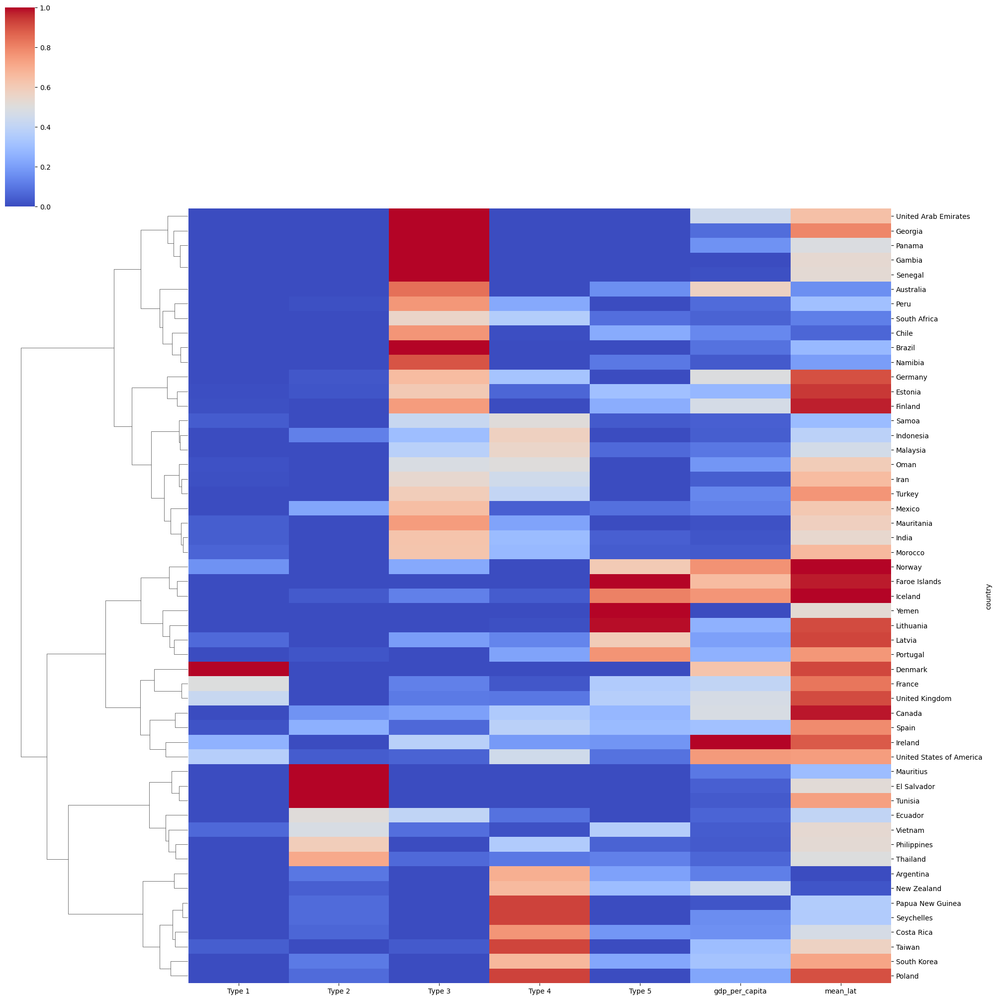 1.0
0.8
0.6
0.4
0.2
0.0
United Arab Emirates
Georgia
Panama
Gambia
Senegal
Australia
Peru
South Africa
Chile
Brazil
Namibia
Germany
Estonia
Finland
Samoa
Indonesia
Malaysia
Oman
Iran
Turkey
Mexico
Mauritania
India
Morocco
Norway
Faroe Islands
Iceland
Yemen
Lithuania
Latvia
Portugal
Denmark
France
United Kingdom
Canada
Spain
Ireland
United States of America
Mauritius
El Salvador
Tunisia
Ecuador
Vietnam
Philippines
Thailand
Argentina
New Zealand
Papua New Guinea
Seychelles
Costa Rica
Taiwan
South Korea
Poland
country
Type 1 Type 2 Type 3 Type 4 Type 5 gdp_per_capita mean_lat